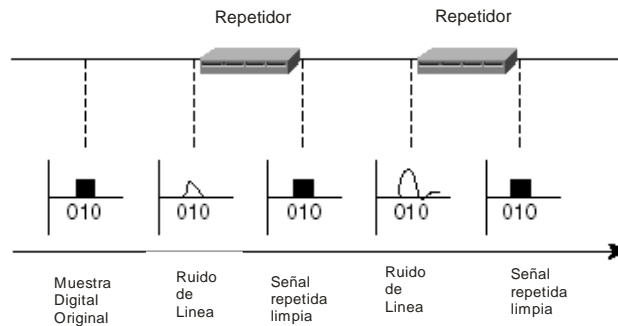 Repetidor Repetidor
010 010 010 010 010
Muestra
Digital
Original
Ruido
de
Linea
Señal
repetida
limpia
Ruido
de
Linea
Señal
repetida
limpia